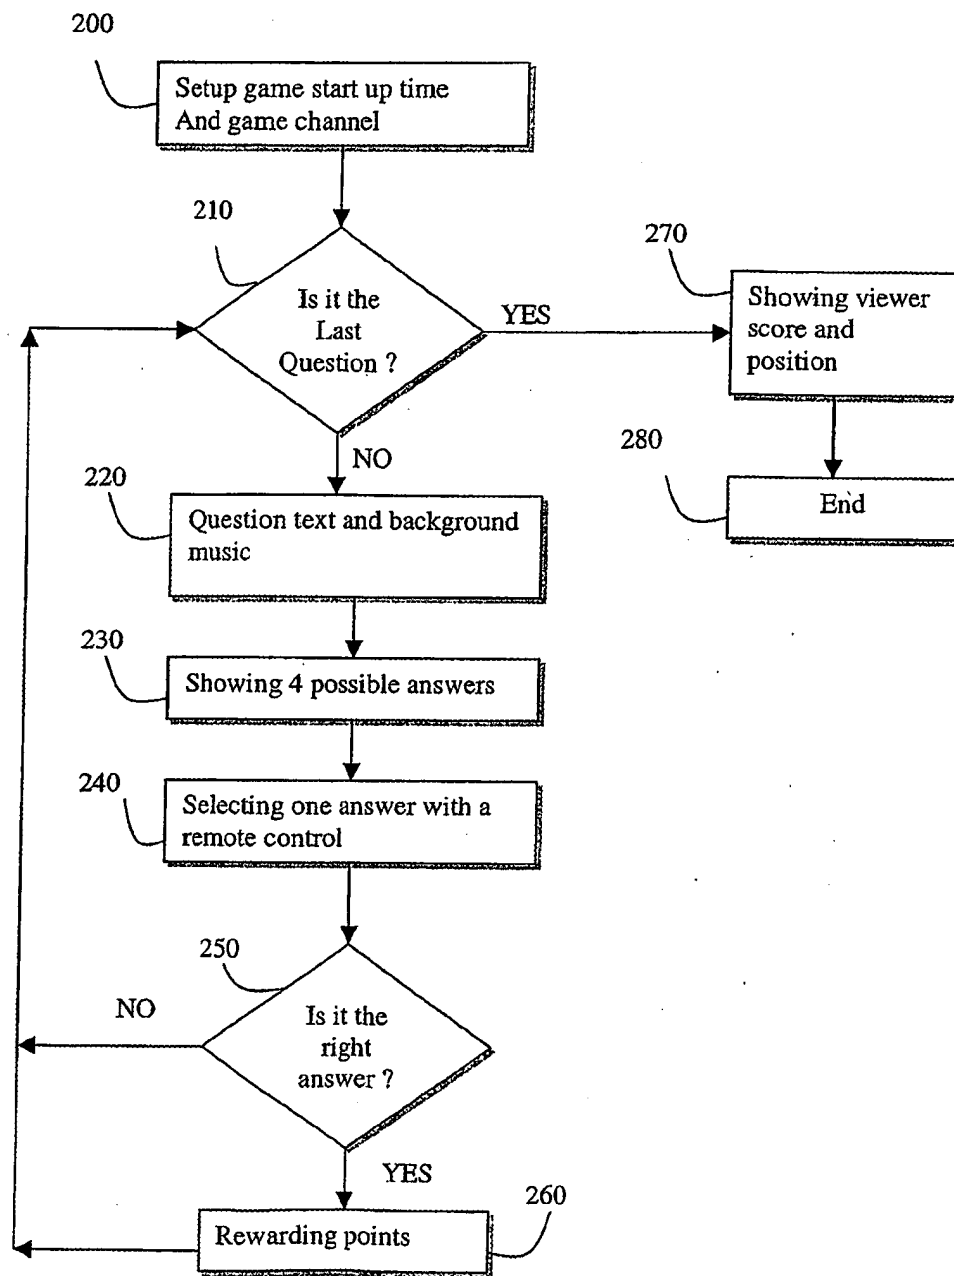 200
Setup game start up time
And game channel
210
Is it the
Last
Question ?
YES
270
Showing viewer
score and
position
280
End
NO
220
Question text and background
music
230
Showing 4 possible answers
240
Selecting one answer with a
remote control
250
Is it the
right
answer ?
NO
YES
260
Rewarding points